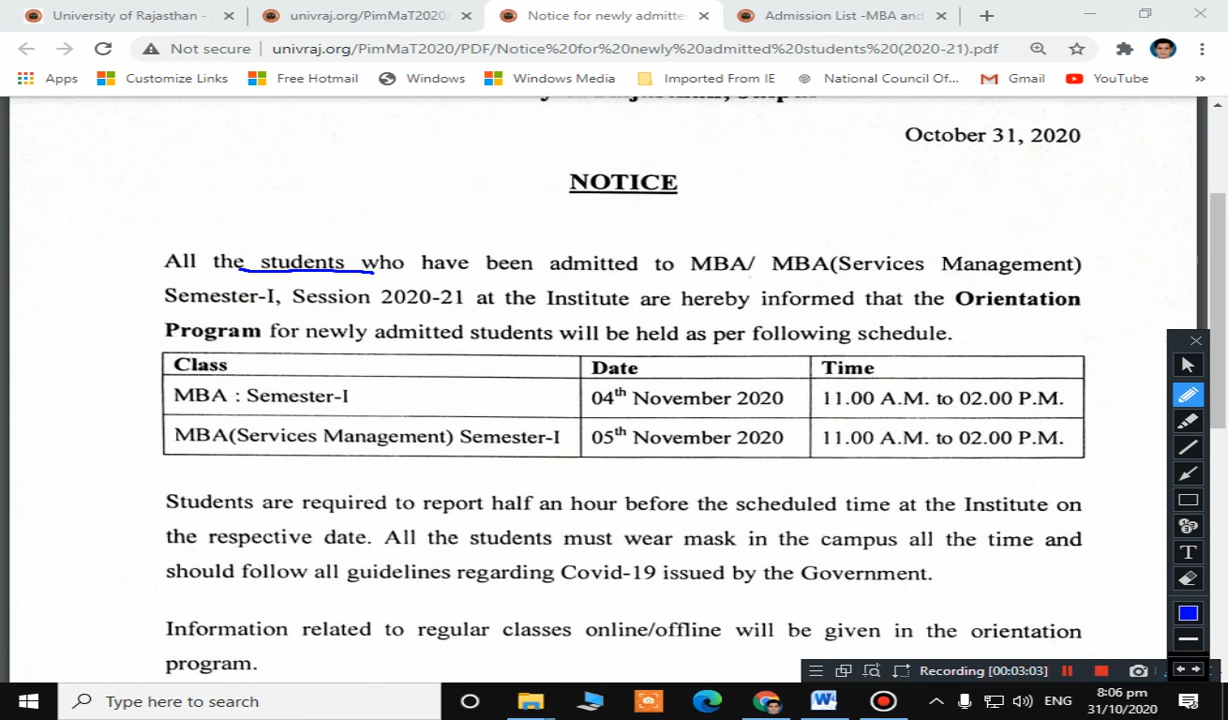 University of Rajasthan -
univraj.org/PimMaT2020/
Notice for newly admitte
Admission List -MBA and
Not secure
univraj.org/PimMaT2020/PDF/Notice%20for%20newly%20admitted%20students%20(2020-21).pdf
Apps
Customize Links
Free Hotmail
Windows
Windows Media
Imported From IE
National Council Of...
Gmail
YouTube
October 31, 2020
NOTICE
All the students who have been admitted to MBA/ MBA(Services Management)
Semester-I, Session 2020-21 at the Institute are hereby informed that the Orientation
Program for newly admitted students will be held as per following schedule.
Class Date Time
MBA : Semester-I 04th November 2020 11.00 A.M. to 02.00 P.M.
MBA(Services Management) Semester-I 05th November 2020 11.00 A.M. to 02.00 P.M.
Students are required to report half an hour before the scheduled time at the Institute on
the respective date. All the students must wear mask in the campus all the time and
should follow all guidelines regarding Covid-19 issued by the Government.
Information related to regular classes online/offline will be given in the orientation
program.
Recording [00:03:03]
Type here to search
ENG
8:06 pm
31/10/2020